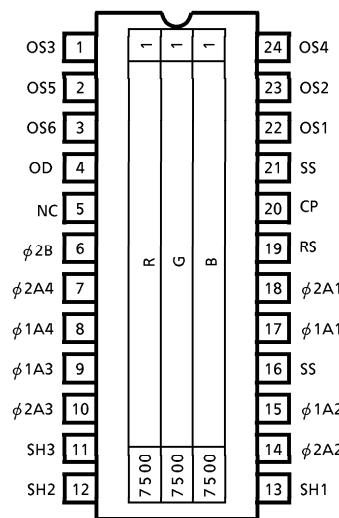 OS3 1 1 1 1 24 OS4
OS5 2 23 OS2
OS6 3 22 OS1
OD 4 21 SS
NC 5 20 CP
ϕ2B 6 R G B 19 RS
ϕ2A4 7 18 ϕ2A1
ϕ1A4 8 17 ϕ1A1
ϕ1A3 9 16 SS
ϕ2A3 10 15 ϕ1A2
SH3 11 7500 7500 7500 14 ϕ2A2
SH2 12 13 SH1